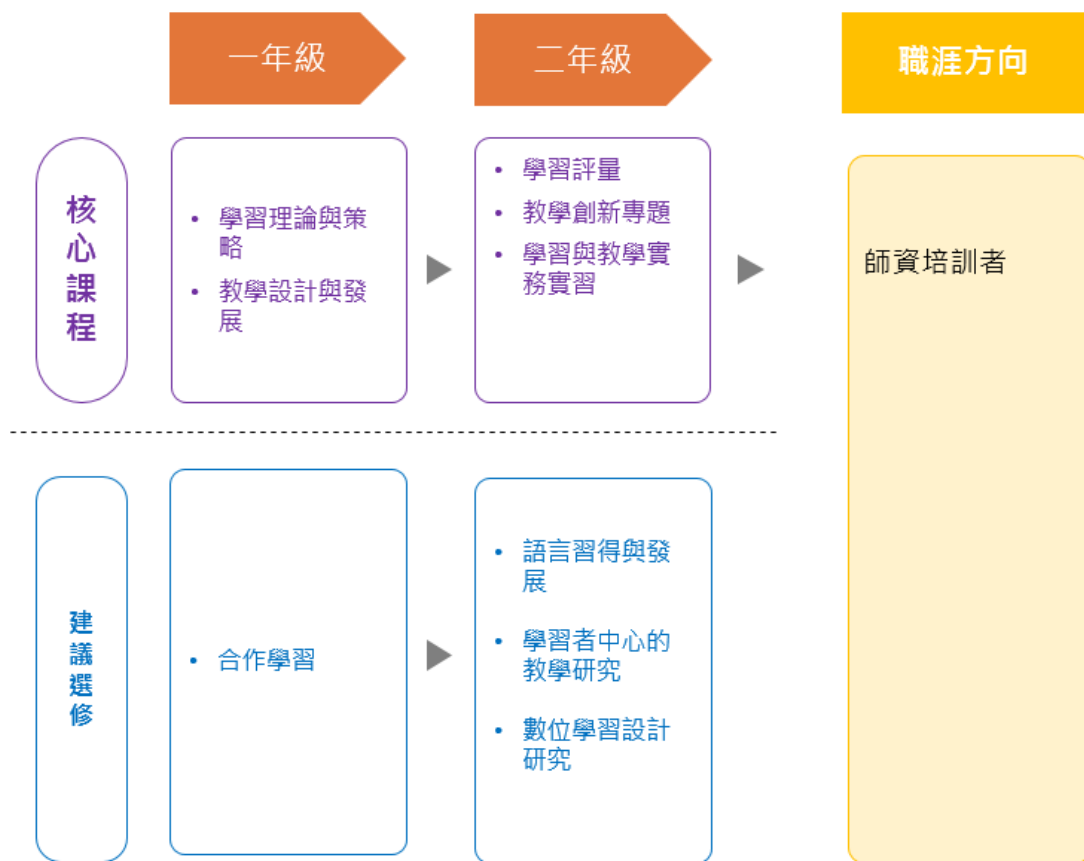 一年級
二年級
職涯方向
核心課程
• 學習理論與策
略
• 教學設計與發
展
• 學習評量
• 教學創新專題
• 學習與教學實
務實習
師資培訓者
建議選修
• 合作學習
• 語言習得與發
展
• 學習者中心的
教學研究
• 數位學習設計
研究